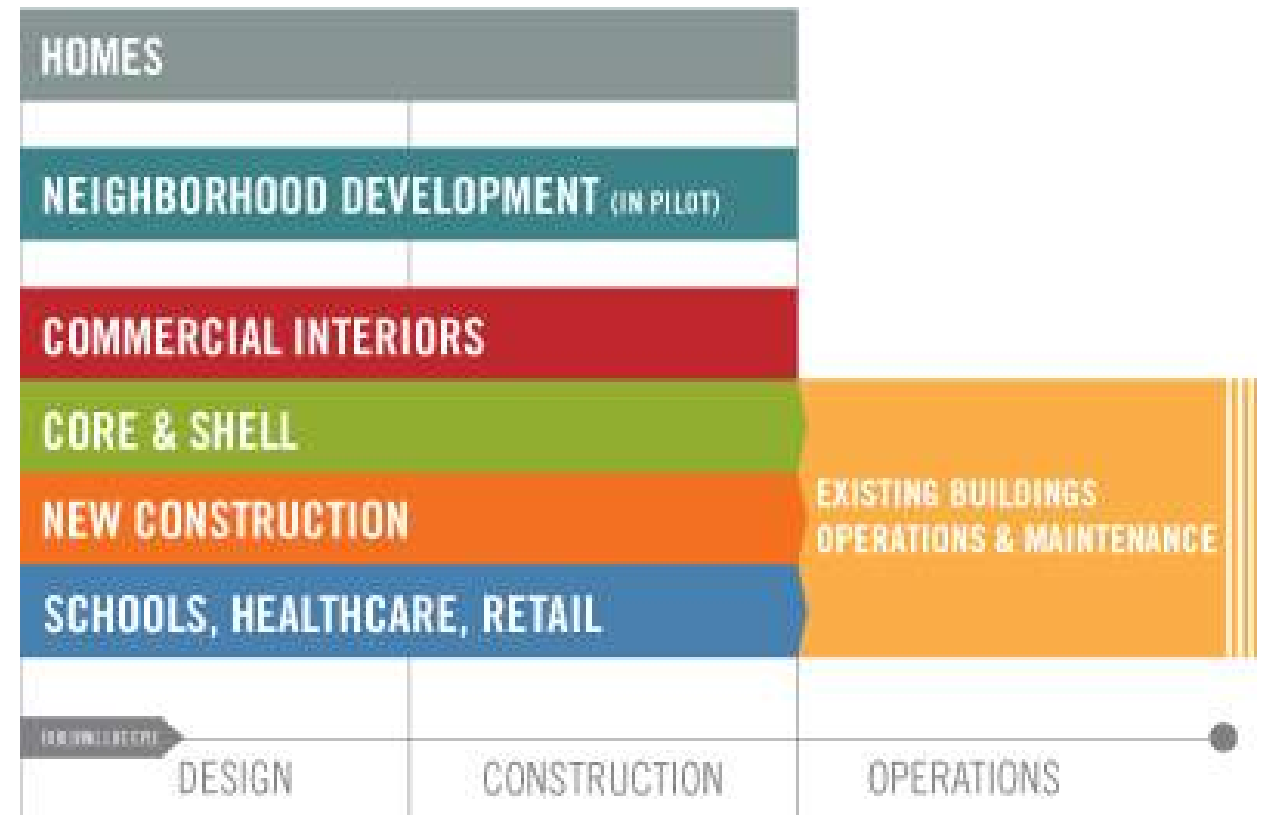 HOMES
NEIGHBORHOOD DEVELOPMENT (IN PILOT)
COMMERCIAL INTERIORS
CORE & SHELL
NEW CONSTRUCTION
SCHOOLS, HEALTHCARE, RETAIL
EXISTING BUILDINGS
OPERATIONS & MAINTENANCE
DESIGN
CONSTRUCTION
OPERATIONS